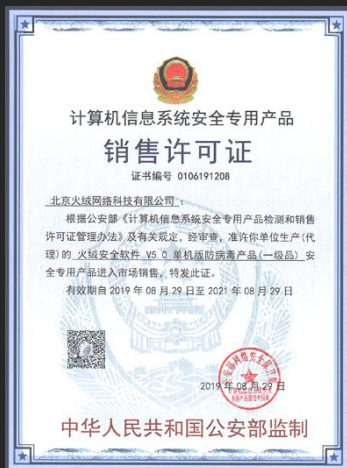 计算机信息系统安全专用产品
销售许可证
证书编号 0106191208
北京火绒网络科技有限公司：
根据公安部《计算机信息系统安全专用产品检测和销售
许可证管理办法》及有关规定，经审查，准许你单位生产(代
理)的 火绒安全软件 V5.0 单机版防病毒产品(一级品) 安
全专用产品进入市场销售，特发此证。
有效期自 2019 年 08 月 29 日至 2021 年 08 月 29 日
2019 年 08 月 29 日
中华人民共和国公安部监制